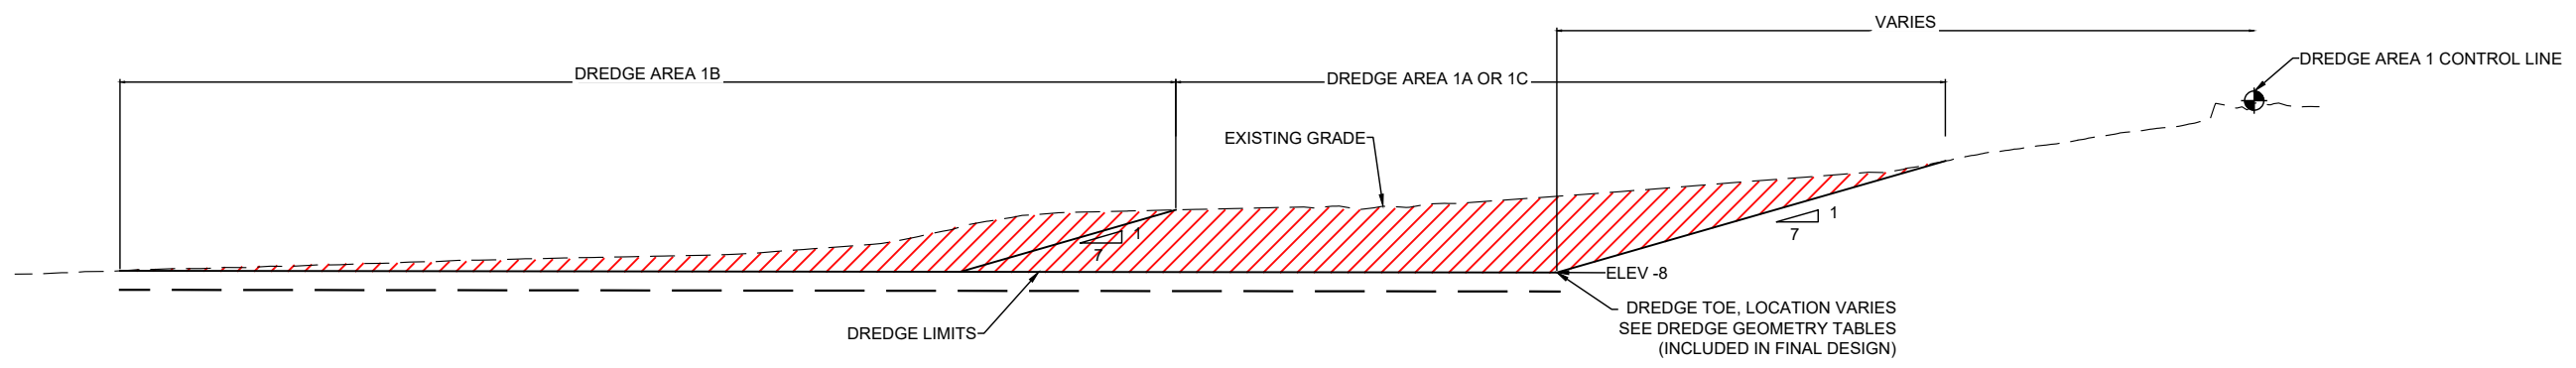 VARIES
DREDGE AREA 1 CONTROL LINE
DREDGE AREA 1B
DREDGE AREA 1A OR 1C
EXISTING GRADE
1
7
1
7
ELEV -8
DREDGE TOE, LOCATION VARIES
SEE DREDGE GEOMETRY TABLES
(INCLUDED IN FINAL DESIGN)
DREDGE LIMITS